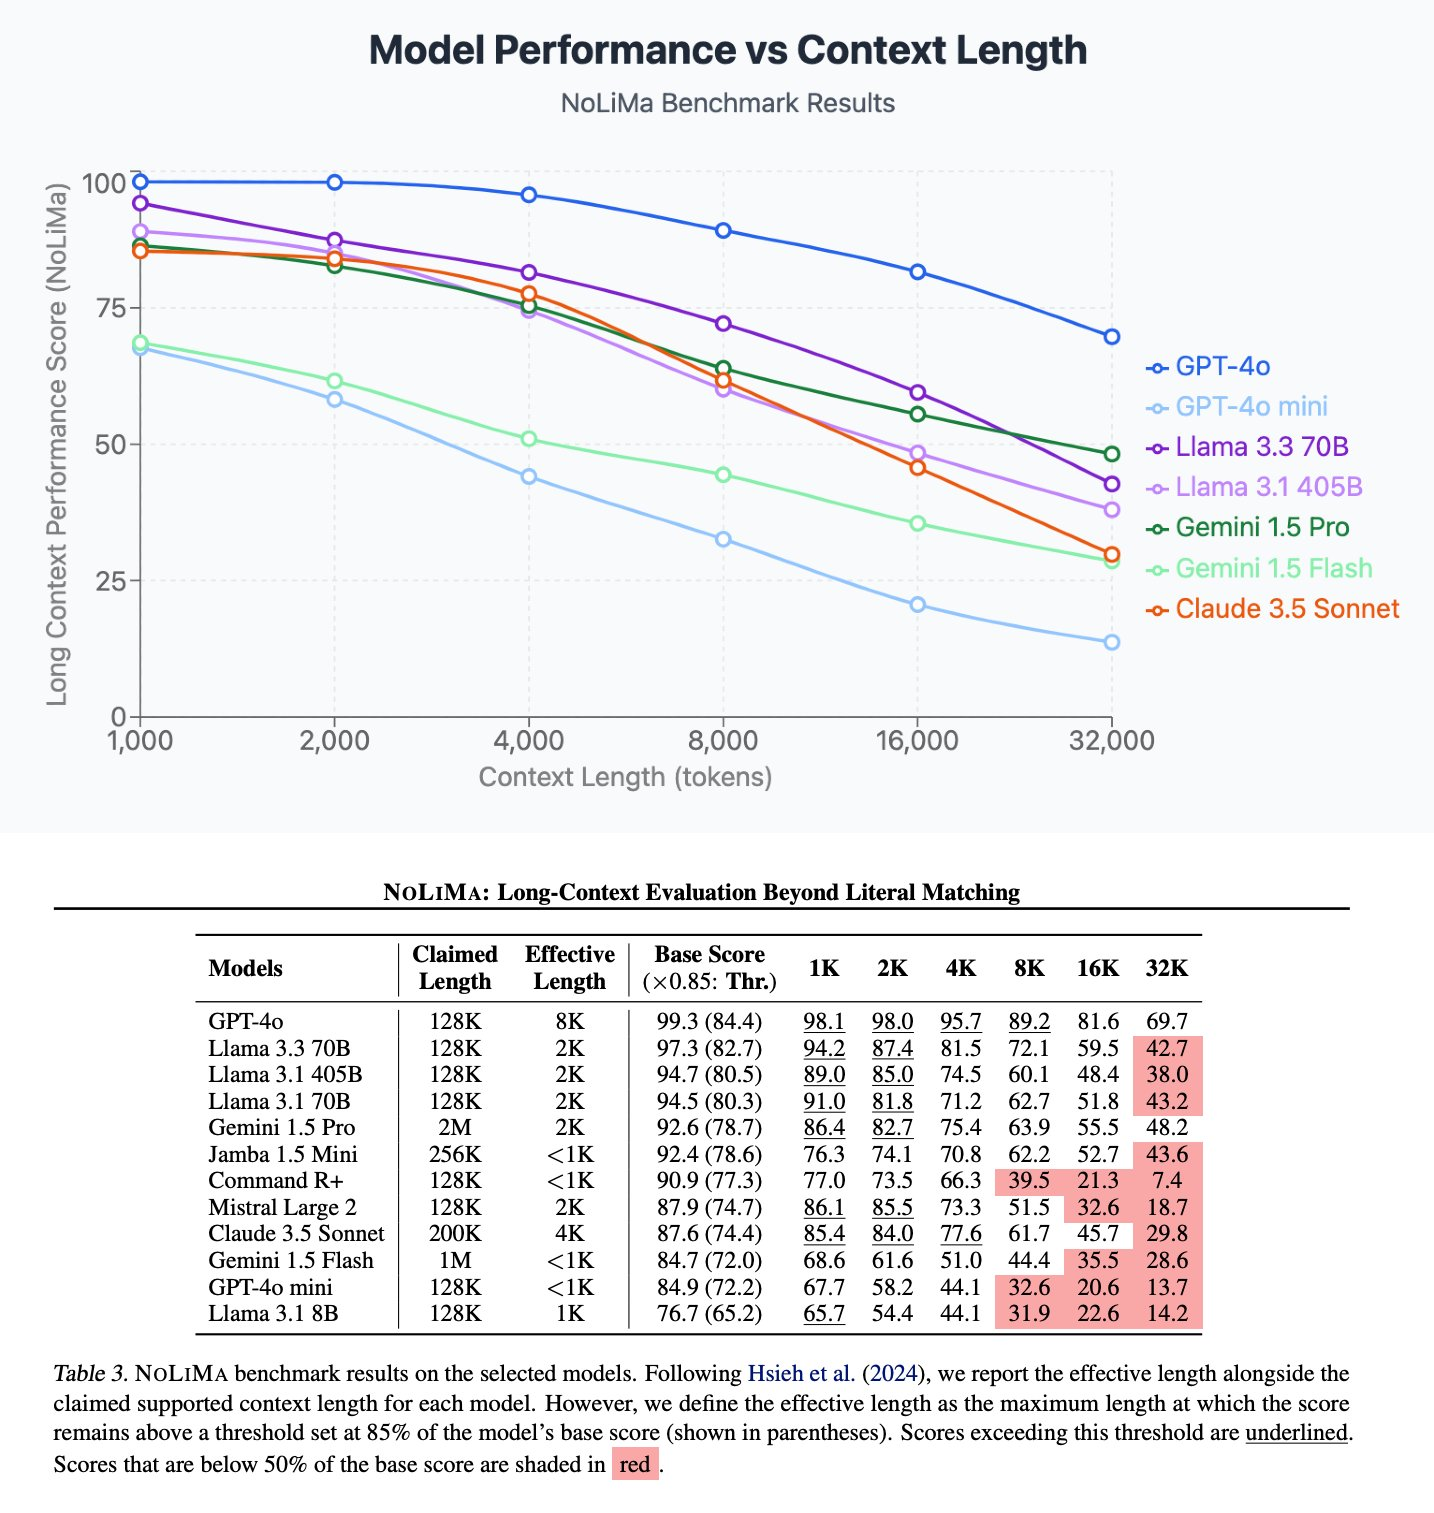 Model Performance vs Context Length
NoLiMa Benchmark Results
Long Context Performance Score (NoLiMa)
100
75
50
25
0
1,000 2,000 4,000 8,000 16,000 32,000
Context Length (tokens)
GPT-4o
GPT-4o mini
Llama 3.3 70B
Llama 3.1 405B
Gemini 1.5 Pro
Gemini 1.5 Flash
Claude 3.5 Sonnet
NOLIMA: Long-Context Evaluation Beyond Literal Matching
Models Claimed Length Effective Length Base Score (×0.85: Thr.) 1K 2K 4K 8K 16K 32K
GPT-4o 128K 8K 99.3 (84.4) 98.1 98.0 95.7 89.2 81.6 69.7
Llama 3.3 70B 128K 2K 97.3 (82.7) 94.2 87.4 81.5 72.1 59.5 42.7
Llama 3.1 405B 128K 2K 94.7 (80.5) 89.0 85.0 74.5 60.1 48.4 38.0
Llama 3.1 70B 128K 2K 94.5 (80.3) 91.0 81.8 71.2 62.7 51.8 43.2
Gemini 1.5 Pro 2M 2K 92.6 (78.7) 86.4 82.7 75.4 63.9 55.5 48.2
Jamba 1.5 Mini 256K <1K 92.4 (78.6) 76.3 74.1 70.8 62.2 52.7 43.6
Command R+ 128K <1K 90.9 (77.3) 77.0 73.5 66.3 39.5 21.3 7.4
Mistral Large 2 128K 2K 87.9 (74.7) 86.1 85.5 73.3 51.5 32.6 18.7
Claude 3.5 Sonnet 200K 4K 87.6 (74.4) 85.4 84.0 77.6 61.7 45.7 29.8
Gemini 1.5 Flash 1M <1K 84.7 (72.0) 68.6 61.6 51.0 44.4 35.5 28.6
GPT-4o mini 128K <1K 84.9 (72.2) 67.7 58.2 44.1 32.6 20.6 13.7
Llama 3.1 8B 128K 1K 76.7 (65.2) 65.7 54.4 44.1 31.9 22.6 14.2
Table 3. NOLIMA benchmark results on the selected models. Following Hsieh et al. (2024), we report the effective length alongside the
claimed supported context length for each model. However, we define the effective length as the maximum length at which the score
remains above a threshold set at 85% of the model's base score (shown in parentheses). Scores exceeding this threshold are underlined.
Scores that are below 50% of the base score are shaded in red .